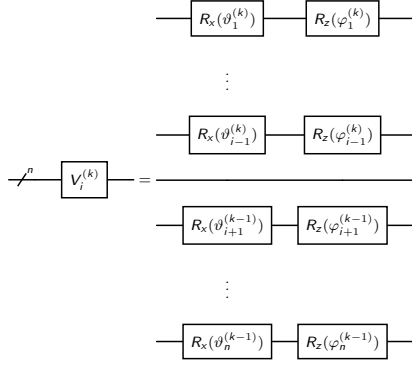 R_x(ϑ_1^{(k)}) R_z(φ_1^{(k)})
⋮
R_x(ϑ_{i−1}^{(k)}) R_z(φ_{i−1}^{(k)})
n V_i^{(k)} =
R_x(ϑ_{i+1}^{(k−1)}) R_z(φ_{i+1}^{(k−1)})
⋮
R_x(ϑ_n^{(k−1)}) R_z(φ_n^{(k−1)})